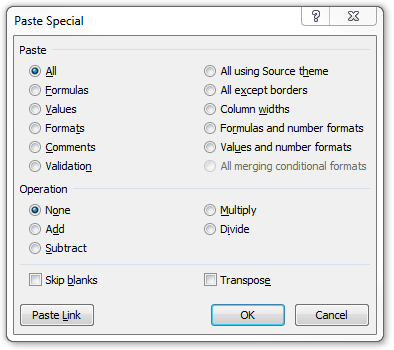 Paste Special
Paste
All
All using Source theme
Formulas
All except borders
Values
Column widths
Formats
Formulas and number formats
Comments
Values and number formats
Validation
All merging conditional formats
Operation
None
Multiply
Add
Divide
Subtract
Skip blanks
Transpose
Paste Link
OK
Cancel